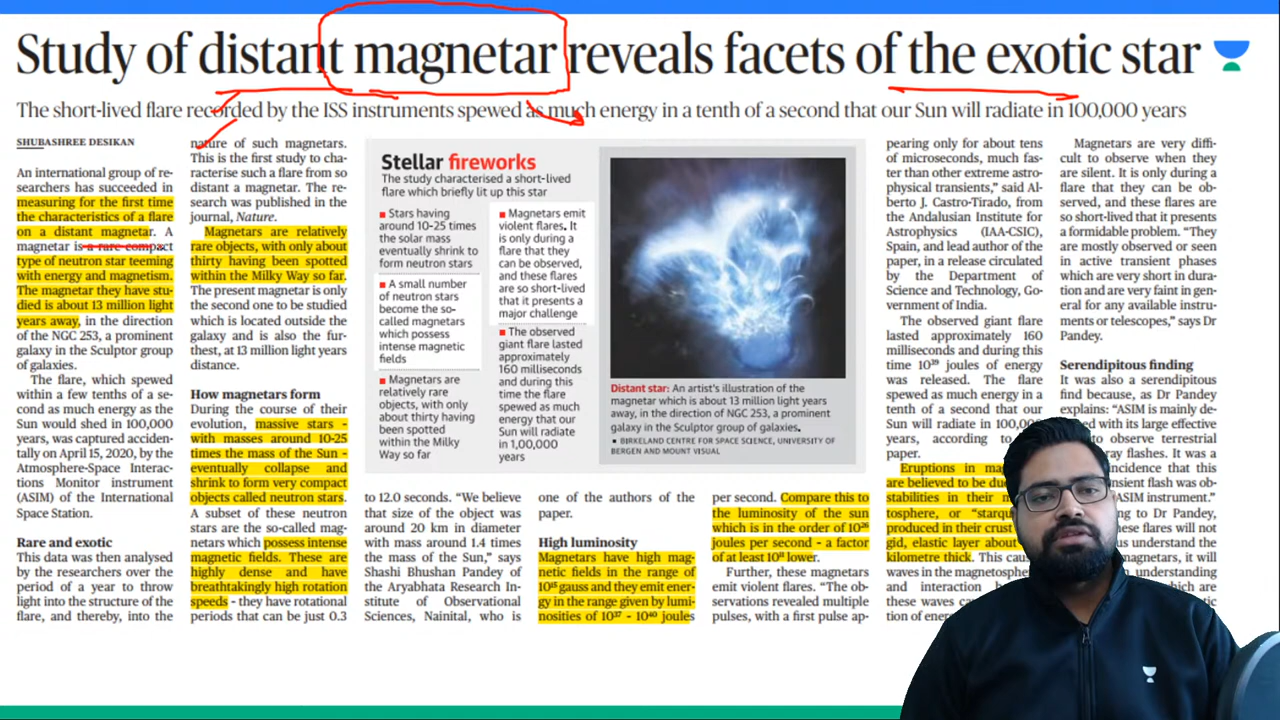 Study of distant magnetar reveals facets of the exotic star
The short-lived flare recorded by the ISS instruments spewed as much energy in a tenth of a second that our Sun will radiate in 100,000 years
SHUBASHREE DESIKAN
An international group of re-
searchers has succeeded in
measuring for the first time
the characteristics of a flare
on a distant magnetar. A
magnetar is a rare compact
type of neutron star teeming
with energy and magnetism.
The magnetar they have stu-
died is about 13 million light
years away, in the direction
of the NGC 253, a prominent
galaxy in the Sculptor group
of galaxies.
The flare, which spewed
within a few tenths of a sec-
ond as much energy as the
Sun would shed in 100,000
years, was captured acciden-
tally on April 15, 2020, by the
Atmosphere-Space Interac-
tions Monitor instrument
(ASIM) of the International
Space Station.
Rare and exotic
This data was then analysed
by the researchers over the
period of a year to throw
light into the structure of the
flare, and thereby, into the
nature of such magnetars.
This is the first study to cha-
racterise such a flare from so
distant a magnetar. The re-
search was published in the
journal, Nature.
Magnetars are relatively
rare objects, with only about
thirty having been spotted
within the Milky Way so far.
The present magnetar is only
the second one to be studied
which is located outside the
galaxy and is also the fur-
thest, at 13 million light years
distance.
How magnetars form
During the course of their
evolution, massive stars -
with masses around 10-25
times the mass of the Sun -
eventually collapse and
shrink to form very compact
objects called neutron stars.
A subset of these neutron
stars are the so-called mag-
netars which possess intense
magnetic fields. These are
highly dense and have
breathtakingly high rotation
speeds - they have rotational
periods that can be just 0.3
Stellar fireworks
The study characterised a short-lived
flare which briefly lit up this star
Stars having
around 10-25 times
the solar mass
eventually shrink to
form neutron stars
A small number
of neutron stars
become the so-
called magnetars
which possess
intense magnetic
fields
Magnetars are
relatively rare
objects, with only
about thirty having
been spotted
within the Milky
Way so far
Magnetars emit
violent flares. It
is only during a
flare that they
can be observed,
and these flares
are so short-lived
that it presents a
major challenge
The observed
giant flare lasted
approximately
160 milliseconds
and during this
time the flare
spewed as much
energy that our
Sun will radiate
in 1,00,000
years
Distant star: An artist's illustration of the
magnetar which is about 13 million light years
away, in the direction of NGC 253, a prominent
galaxy in the Sculptor group of galaxies.
BIRKELAND CENTRE FOR SPACE SCIENCE, UNIVERSITY OF
BERGEN AND MOUNT VISUAL
to 12.0 seconds. “We believe
that size of the object was
around 20 km in diameter
with mass around 1.4 times
the mass of the Sun,” says
Shashi Bhushan Pandey of
the Aryabhata Research In-
stitute of Observational
Sciences, Nainital, who is
one of the authors of the
paper.
High luminosity
Magnetars have high mag-
netic fields in the range of
10¹⁵ gauss and they emit ener-
gy in the range given by lumi-
nosities of 10³⁷ - 10⁴⁰ joules
per second. Compare this to
the luminosity of the sun
which is in the order of 10²⁶
joules per second - a factor
of at least 10¹¹ lower.
Further, these magnetars
emit violent flares. “The ob-
servations revealed multiple
pulses, with a first pulse ap-
pearing only for about tens
of microseconds, much fas-
ter than other extreme astro-
physical transients,” said Al-
berto J. Castro-Tirado, from
the Andalusian Institute for
Astrophysics (IAA-CSIC),
Spain, and lead author of the
paper, in a release circulated
by the Department of
Science and Technology, Go-
vernment of India.
The observed giant flare
lasted approximately 160
milliseconds and during this
time 10³⁹ joules of energy
was released. The flare
spewed as much energy in a
tenth of a second that our
Sun will radiate in 100,000
years, according to
paper.
Eruptions in
are believed to be due
stabilities in their
tosphere, or
produced in their crust
gid, elastic layer about
kilometre thick. This
waves in the
and interaction
these waves
tion of
Magnetars are very diffi-
cult to observe when they
are silent. It is only during a
flare that they can be ob-
served, and these flares are
so short-lived that it presents
a formidable problem. “They
are mostly observed or seen
in active transient phases
which are very short in dura-
tion and are very faint in gen-
eral for any available instru-
ments or telescopes,” says Dr
Pandey.
Serendipitous finding
It was also a serendipitous
find because, as Dr Pandey
explains: “ASIM is mainly de-
with its large effective
to observe terrestrial
flashes. It was a
that this
flash was ob-
ASIM instrument.”
to Dr Pandey,
flares will not
us understand the
magnetars, it will
understanding
are